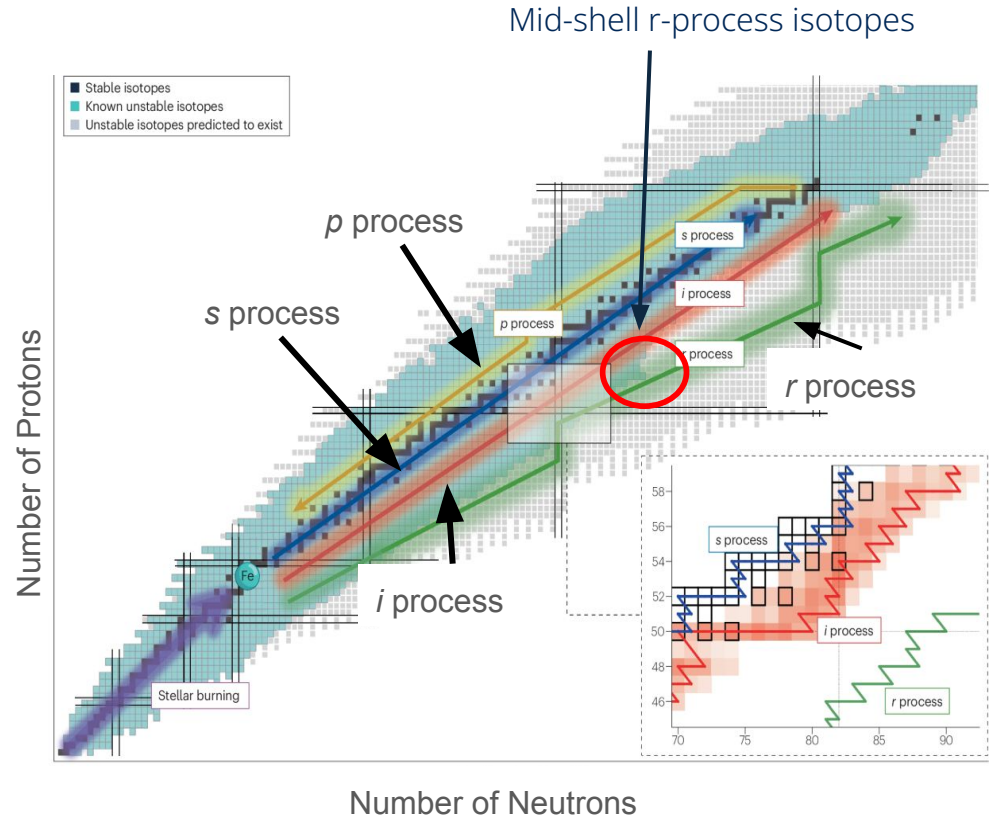 Mid-shell r-process isotopes
Stable isotopes
Known unstable isotopes
Unstable isotopes predicted to exist
p process
s process
s process
i process
p process
r process
r process
Fe
i process
Stellar burning
Number of Protons
58
56
54
52
50
48
46
s process
i process
r process
70
75
80
85
90
Number of Neutrons